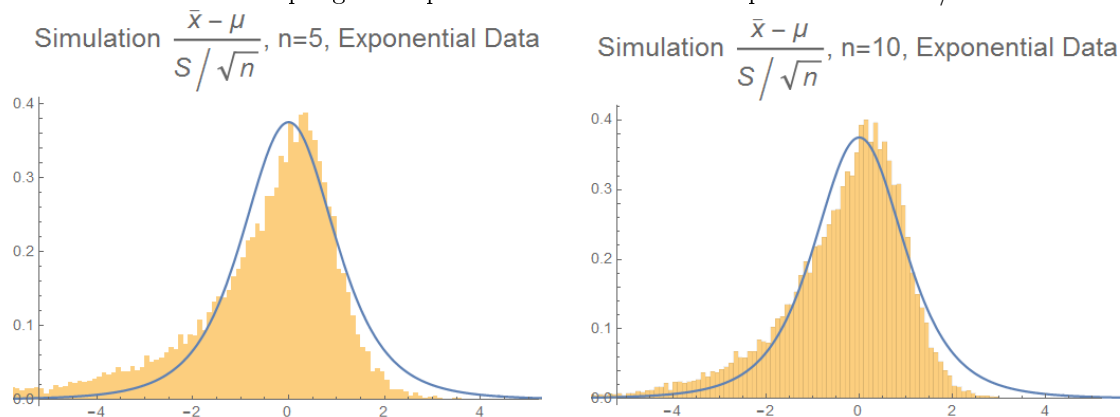 Simulation (x̄ − μ)/(S/√n), n=5, Exponential Data
0.4
0.3
0.2
0.1
0.0
−4 −2 0 2 4
Simulation (x̄ − μ)/(S/√n), n=10, Exponential Data
0.4
0.3
0.2
0.1
0.0
−4 −2 0 2 4